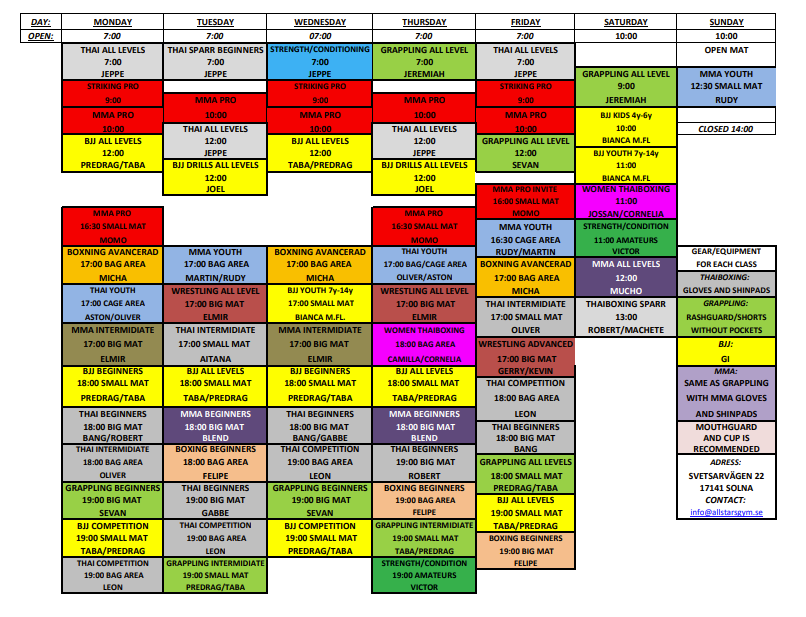 DAY: MONDAY TUESDAY WEDNESDAY THURSDAY FRIDAY SATURDAY SUNDAY
OPEN: 7:00 7:00 07:00 7:00 7:00 10:00 10:00
THAI ALL LEVELS
7:00
JEPPE
STRIKING PRO
9:00
MMA PRO
10:00
BJJ ALL LEVELS
12:00
PREDRAG/TABA
MMA PRO
16:30 SMALL MAT
MOMO
BOXNING AVANCERAD
17:00 BAG AREA
MICHA
THAI YOUTH
17:00 CAGE AREA
ASTON/OLIVER
MMA INTERMIDIATE
17:00 BIG MAT
ELMIR
BJJ BEGINNERS
18:00 SMALL MAT
PREDRAG/TABA
THAI BEGINNERS
18:00 BIG MAT
BANG/ROBERT
THAI INTERMIDIATE
18:00 BAG AREA
OLIVER
GRAPPLING BEGINNERS
19:00 BIG MAT
SEVAN
BJJ COMPETITION
19:00 SMALL MAT
TABA/PREDRAG
THAI COMPETITION
19:00 BAG AREA
LEON
THAI SPARR BEGINNERS
7:00
JEPPE
MMA PRO
10:00
THAI ALL LEVELS
12:00
JEPPE
BJJ DRILLS ALL LEVELS
12:00
JOEL
MMA YOUTH
17:00 BAG AREA
MARTIN/RUDY
WRESTLING ALL LEVEL
17:00 BIG MAT
ELMIR
THAI INTERMIDIATE
17:00 SMALL MAT
AITANA
BJJ ALL LEVELS
18:00 SMALL MAT
TABA/PREDRAG
MMA BEGINNERS
18:00 BIG MAT
BLEND
BOXING BEGINNERS
18:00 BAG AREA
FELIPE
THAI BEGINNERS
19:00 BIG MAT
GABBE
THAI COMPETITION
19:00 BAG AREA
LEON
GRAPPLING INTERMIDIATE
19:00 SMALL MAT
PREDRAG/TABA
STRENGTH/CONDITIONING
7:00
JEPPE
STRIKING PRO
9:00
MMA PRO
10:00
BJJ ALL LEVELS
12:00
TABA/PREDRAG
BOXNING AVANCERAD
17:00 BAG AREA
MICHA
BJJ YOUTH 7y-14y
17:00 SMALL MAT
BIANCA M.FL.
MMA INTERMIDIATE
17:00 BIG MAT
ELMIR
BJJ BEGINNERS
18:00 SMALL MAT
PREDRAG/TABA
THAI BEGINNERS
18:00 BIG MAT
BANG/GABBE
THAI COMPETITION
19:00 BAG AREA
LEON
GRAPPLING BEGINNERS
19:00 BIG MAT
SEVAN
BJJ COMPETITION
19:00 SMALL MAT
PREDRAG/TABA
GRAPPLING ALL LEVEL
7:00
JEREMIAH
MMA PRO
10:00
THAI ALL LEVELS
12:00
JEPPE
BJJ DRILLS ALL LEVELS
12:00
JOEL
MMA PRO
16:30 SMALL MAT
MOMO
THAI YOUTH
17:00 BAG/CAGE AREA
OLIVER/ASTON
WRESTLING ALL LEVEL
17:00 BIG MAT
ELMIR
WOMEN THAIBOXING
18:00 BAG AREA
CAMILLA/CORNELIA
BJJ ALL LEVELS
18:00 SMALL MAT
TABA/PREDRAG
MMA BEGINNERS
18:00 BIG MAT
BLEND
THAI BEGINNERS
19:00 BIG MAT
ROBERT
BOXING BEGINNERS
19:00 BAG AREA
FELIPE
GRAPPLING INTERMIDIATE
19:00 SMALL MAT
TABA/PREDRAG
STRENGTH/CONDITION
19:00 AMATEURS
VICTOR
THAI ALL LEVELS
7:00
JEPPE
STRIKING PRO
9:00
MMA PRO
10:00
GRAPPLING ALL LEVEL
12:00
SEVAN
MMA PRO INVITE
16:00 SMALL MAT
MOMO
MMA YOUTH
16:30 CAGE AREA
RUDY/MARTIN
BOXING AVANCERAD
17:00 BAG AREA
MICHA
THAI INTERMIDIATE
17:00 SMALL MAT
OLIVER
WRESTLING ADVANCED
17:00 BIG MAT
GERRY/KEVIN
THAI COMPETITION
18:00 BAG AREA
LEON
THAI BEGINNERS
18:00 BIG MAT
BANG
GRAPPLING ALL LEVELS
18:00 SMALL MAT
PREDRAG/TABA
BJJ ALL LEVELS
19:00 SMALL MAT
TABA/PREDRAG
BOXING BEGINNERS
19:00 BIG MAT
FELIPE
GRAPPLING ALL LEVEL
9:00
JEREMIAH
BJJ KIDS 4y-6y
10:00
BIANCA M.FL
BJJ YOUTH 7y-14y
11:00
BIANCA M.FL
WOMEN THAIBOXING
11:00
JOSSAN/CORNELIA
STRENGTH/CONDITION
11:00 AMATEURS
VICTOR
MMA ALL LEVELS
12:00
MUCHO
THAIBOXING SPARR
13:00
ROBERT/MACHETE
OPEN MAT
MMA YOUTH
12:30 SMALL MAT
RUDY
CLOSED 14:00
GEAR/EQUIPMENT
FOR EACH CLASS
THAIBOXING:
GLOVES AND SHINPADS
GRAPPLING:
RASHGUARD/SHORTS
WITHOUT POCKETS
BJJ:
GI
MMA:
SAME AS GRAPPLING
WITH MMA GLOVES
AND SHINPADS
MOUTHGUARD
AND CUP IS
RECOMMENDED
ADRESS:
SVETSARVÄGEN 22
17141 SOLNA
CONTACT:
info@allstarsgym.se